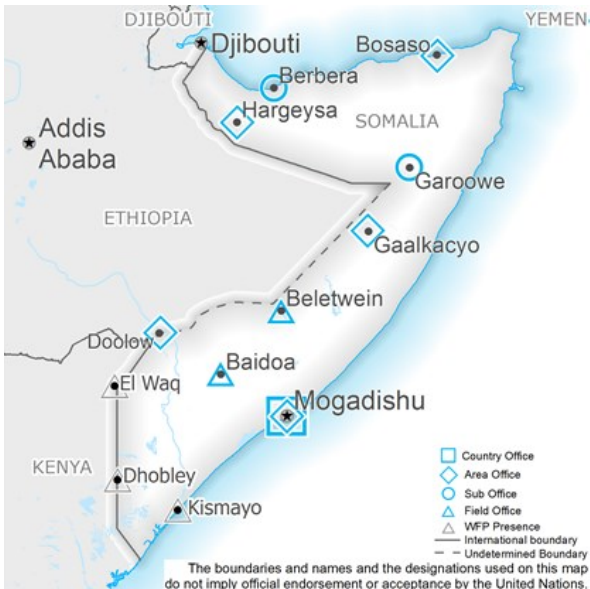 DJIBOUTI
YEMEN
Djibouti
Bosaso
Berbera
Hargeysa
SOMALIA
Addis
Ababa
Garoowe
ETHIOPIA
Gaalkacyo
Beletwein
Doolow
Baidoa
El Waq
Mogadishu
KENYA
Dhobley
Kismayo
Country Office
Area Office
Sub Office
Field Office
WFP Presence
International boundary
Undetermined Boundary
The boundaries and names and the designations used on this map
do not imply official endorsement or acceptance by the United Nations.